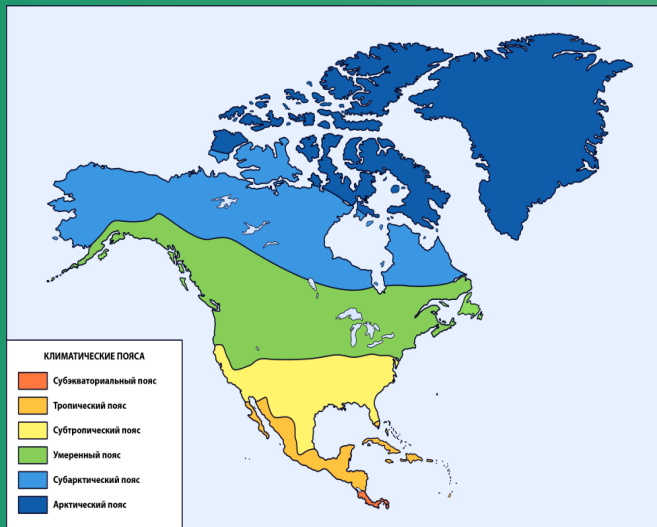 КЛИМАТИЧЕСКИЕ ПОЯСА
Субэкваториальный пояс
Тропический пояс
Субтропический пояс
Умеренный пояс
Субарктический пояс
Арктический пояс